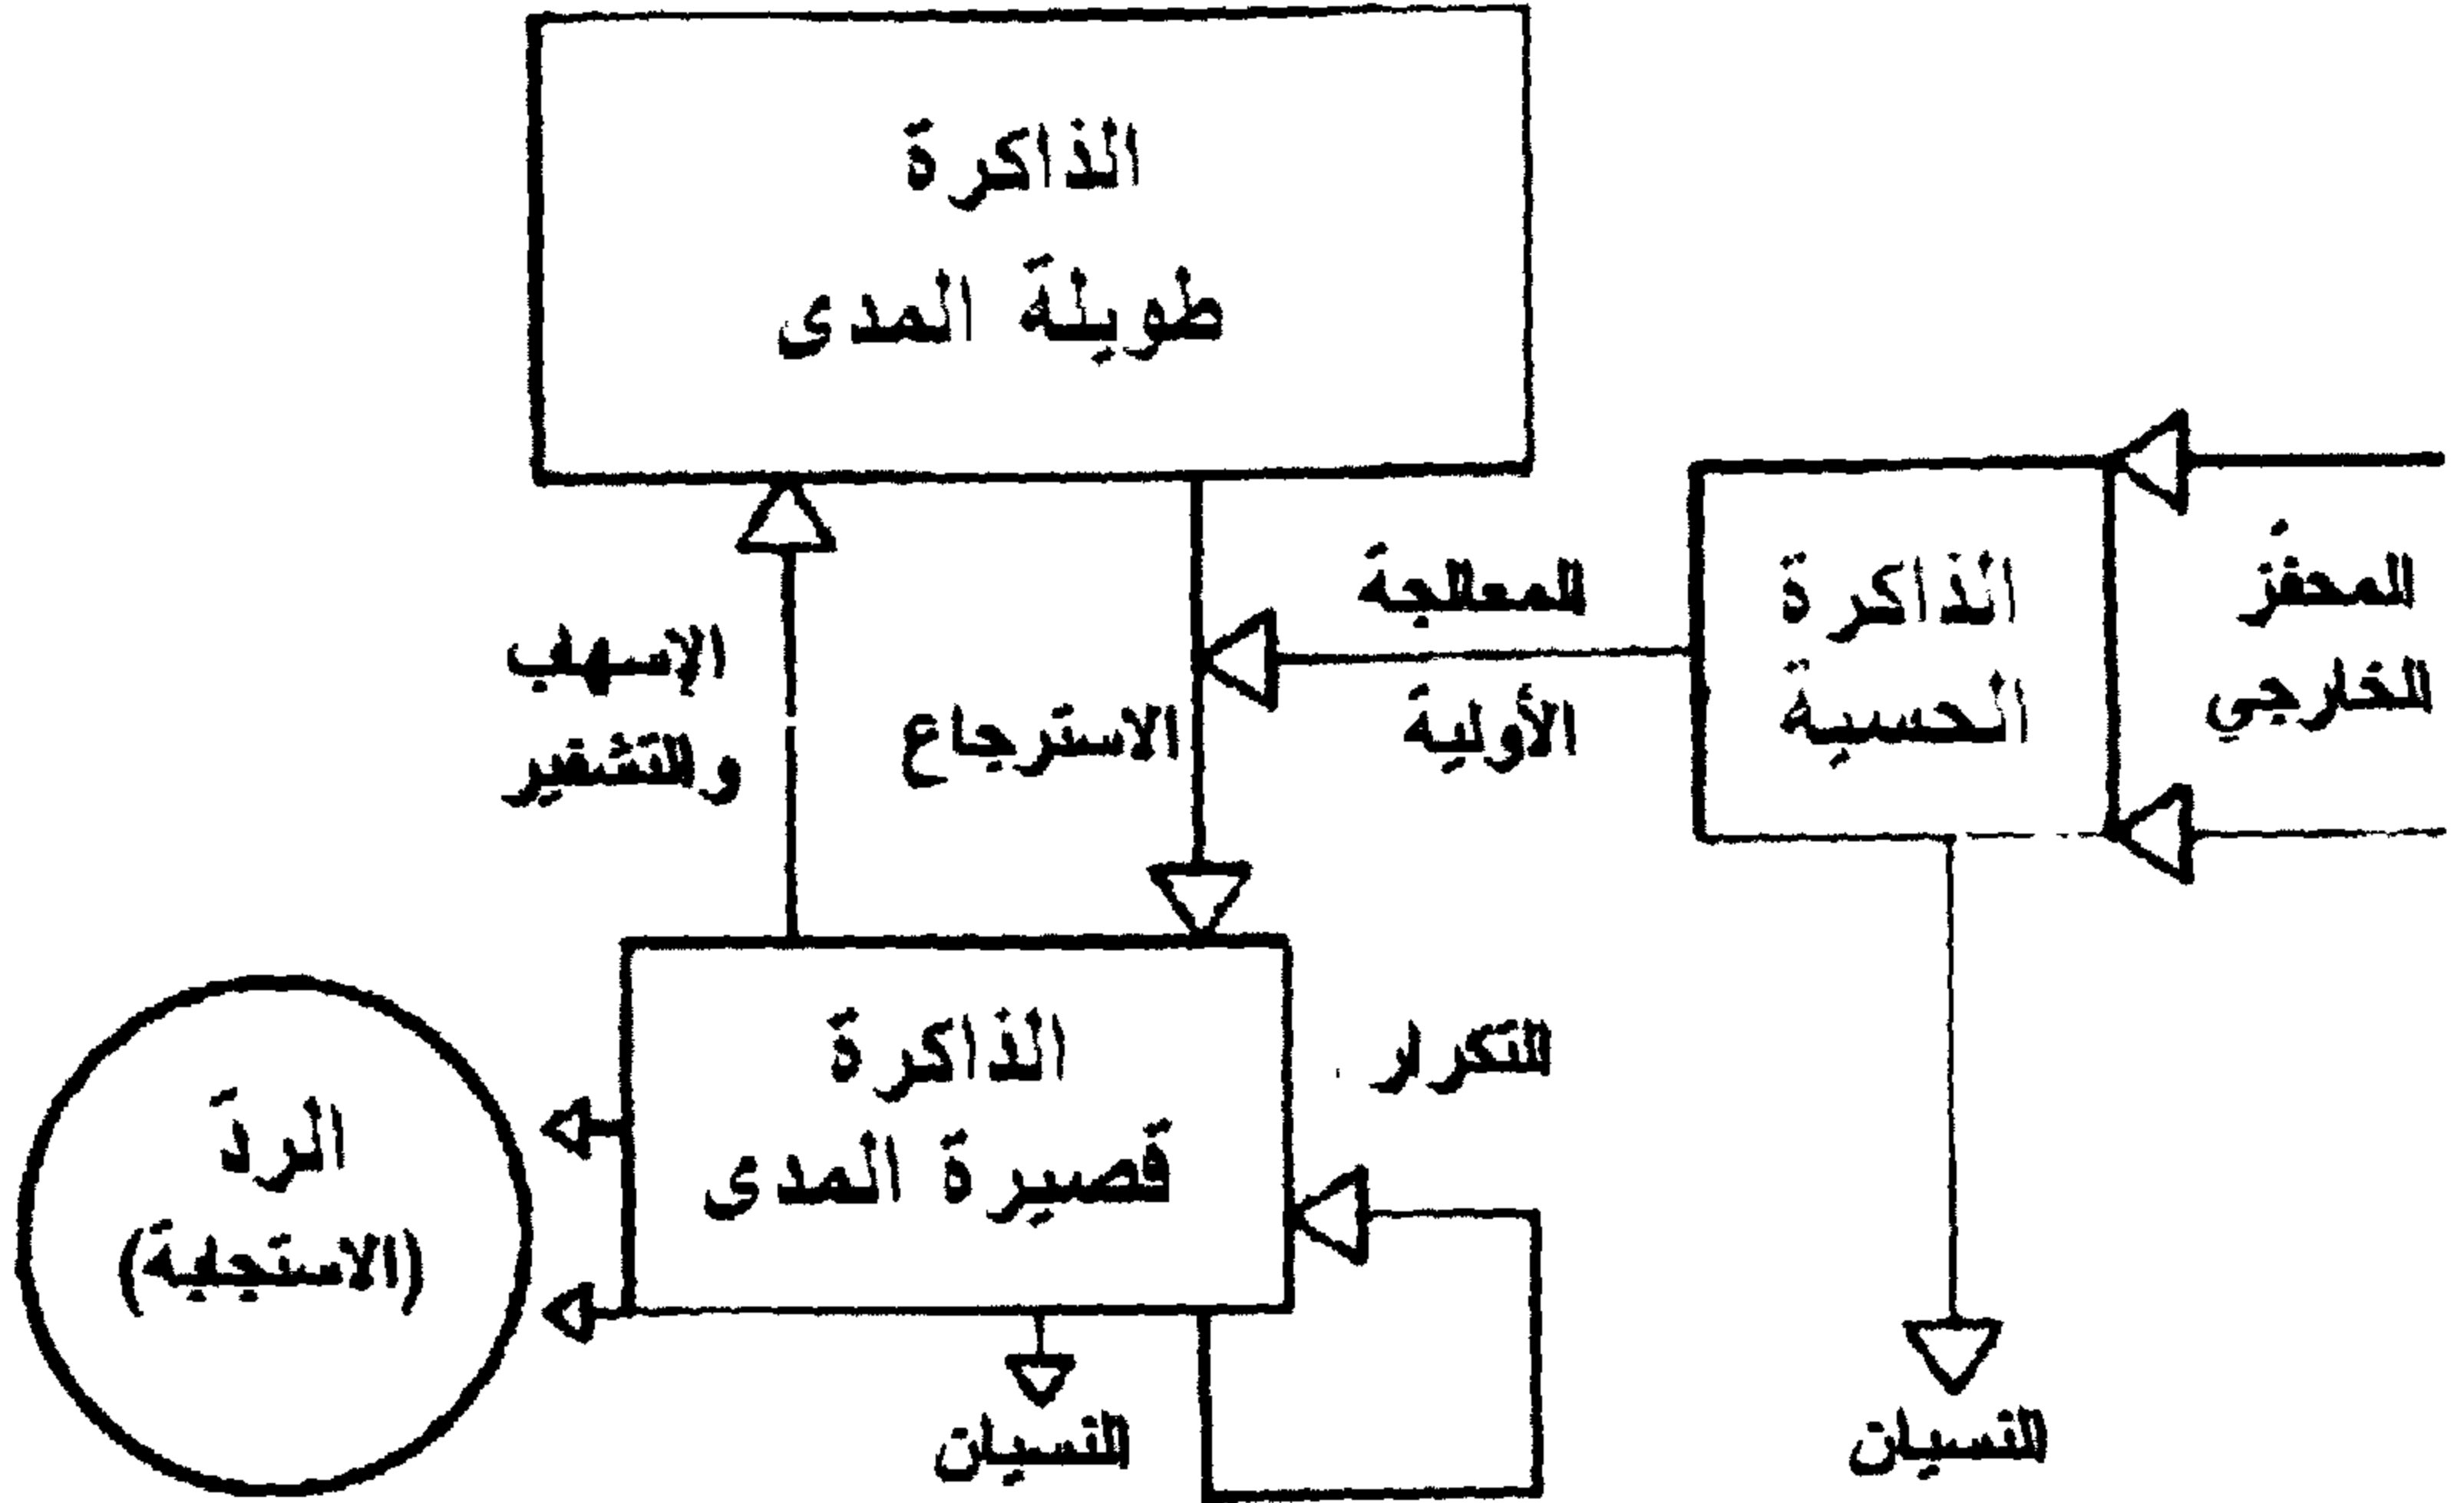 الذاكرة
طويلة المدى
المحفّز
الخارجي
الذاكرة
الحسية
المعالجة
الأولية
الاسترجاع
الإسهاب
والتشفير
الذاكرة
قصيرة المدى
التكرار
الردّ
(الاستجابة)
النسيان
النسيان